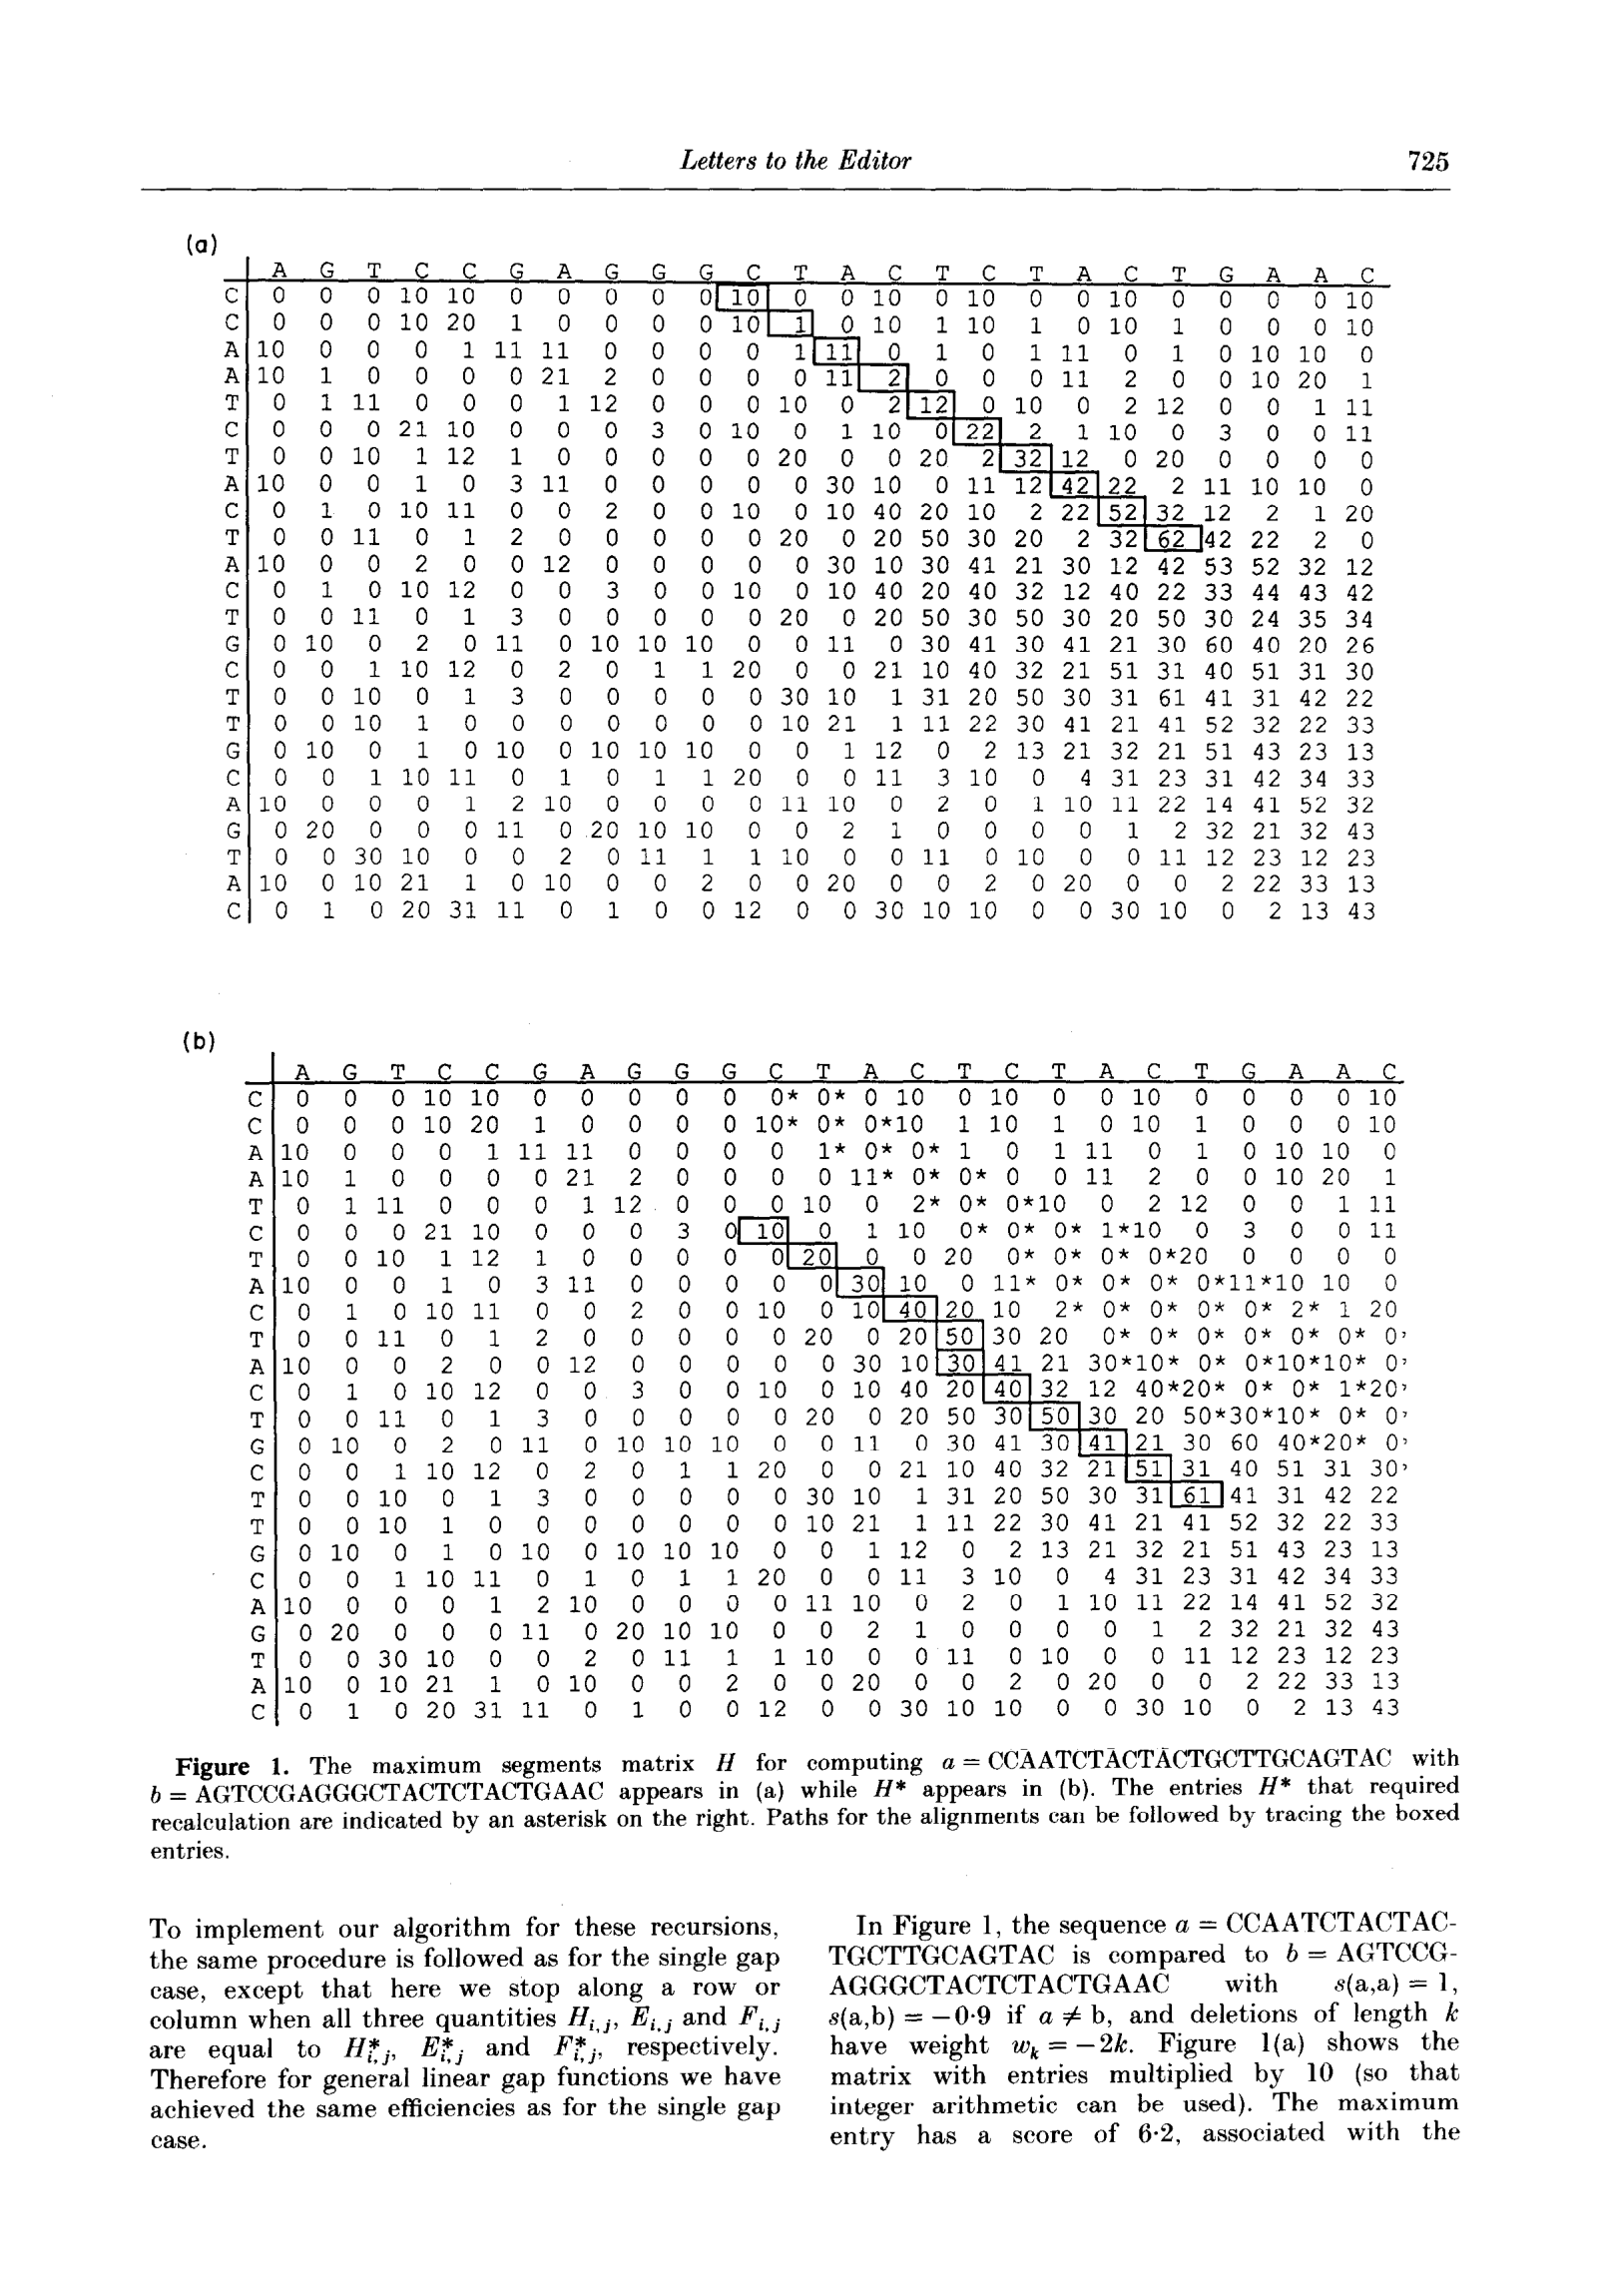 Letters to the Editor 725
(a)
A G T C C G A G G G C T A C T C T A C T G A A C
C 0 0 0 10 10 0 0 0 0 0 10 0 0 10 0 10 0 0 10 0 0 0 0 10
C 0 0 0 10 20 1 0 0 0 0 10 1 0 10 1 10 1 0 10 1 0 0 0 10
A 10 0 0 0 1 11 11 0 0 0 0 1 11 0 1 0 1 11 0 1 0 10 10 0
A 10 1 0 0 0 0 21 2 0 0 0 0 11 2 0 0 0 11 2 0 0 10 20 1
T 0 1 11 0 0 0 1 12 0 0 0 10 0 2 12 0 10 0 2 12 0 0 1 11
C 0 0 0 21 10 0 0 0 3 0 10 0 1 10 0 22 2 1 10 0 3 0 0 11
T 0 0 10 1 12 1 0 0 0 0 0 20 0 0 20 2 32 12 0 20 0 0 0 0
A 10 0 0 1 0 3 11 0 0 0 0 0 30 10 0 11 12 42 22 2 11 10 10 0
C 0 1 0 10 11 0 0 2 0 0 10 0 10 40 20 10 2 22 52 32 12 2 1 20
T 0 0 11 0 1 2 0 0 0 0 0 20 0 20 50 30 20 2 32 62 42 22 2 0
A 10 0 0 2 0 0 12 0 0 0 0 0 30 10 30 41 21 30 12 42 53 52 32 12
C 0 1 0 10 12 0 0 3 0 0 10 0 10 40 20 40 32 12 40 22 33 44 43 42
T 0 0 11 0 1 3 0 0 0 0 0 20 0 20 50 30 50 30 20 50 30 24 35 34
G 0 10 0 2 0 11 0 10 10 10 0 0 11 0 30 41 30 41 21 30 60 40 20 26
C 0 0 1 10 12 0 2 0 1 1 20 0 0 21 10 40 32 21 51 31 40 51 31 30
T 0 0 10 0 1 3 0 0 0 0 0 30 10 1 31 20 50 30 31 61 41 31 42 22
T 0 0 10 1 0 0 0 0 0 0 0 10 21 1 11 22 30 41 21 41 52 32 22 33
G 0 10 0 1 0 10 0 10 10 10 0 0 1 12 0 2 13 21 32 21 51 43 23 13
C 0 0 1 10 11 0 1 0 1 1 20 0 0 11 3 10 0 4 31 23 31 42 34 33
A 10 0 0 0 1 2 10 0 0 0 0 11 10 0 2 0 1 10 11 22 14 41 52 32
G 0 20 0 0 0 11 0 20 10 10 0 0 2 1 0 0 0 0 1 2 32 21 32 43
T 0 0 30 10 0 0 2 0 11 1 1 10 0 0 11 0 10 0 0 11 12 23 12 23
A 10 0 10 21 1 0 10 0 0 2 0 0 20 0 0 2 0 20 0 0 2 22 33 13
C 0 1 0 20 31 11 0 1 0 0 12 0 0 30 10 10 0 0 30 10 0 2 13 43
(b)
A G T C C G A G G G C T A C T C T A C T G A A C
C 0 0 0 10 10 0 0 0 0 0 0* 0* 0 10 0 10 0 0 10 0 0 0 0 10
C 0 0 0 10 20 1 0 0 0 0 10* 0* 0*10 1 10 1 0 10 1 0 0 0 10
A 10 0 0 0 1 11 11 0 0 0 0 1* 0* 0* 1 0 1 11 0 1 0 10 10 0
A 10 1 0 0 0 0 21 2 0 0 0 0 11* 0* 0* 0 0 11 2 0 0 10 20 1
T 0 1 11 0 0 0 1 12 0 0 0 10 0 2* 0* 0*10 0 2 12 0 0 1 11
C 0 0 0 21 10 0 0 0 3 0 10 0 1 10 0* 0* 0* 1*10 0 3 0 0 11
T 0 0 10 1 12 1 0 0 0 0 0 20 0 0 20 0* 0* 0* 0*20 0 0 0 0
A 10 0 0 1 0 3 11 0 0 0 0 0 30 10 0 11* 0* 0* 0* 0*11*10 10 0
C 0 1 0 10 11 0 0 2 0 0 10 0 10 40 20 10 2* 0* 0* 0* 0* 2* 1 20
T 0 0 11 0 1 2 0 0 0 0 0 20 0 20 50 30 20 0* 0* 0* 0* 0* 0* 0*
A 10 0 0 2 0 0 12 0 0 0 0 0 30 10 30 41 21 30*10* 0* 0*10*10* 0*
C 0 1 0 10 12 0 0 3 0 0 10 0 10 40 20 40 32 12 40*20* 0* 0* 1*20*
T 0 0 11 0 1 3 0 0 0 0 0 20 0 20 50 30 50 30 20 50*30*10* 0* 0*
G 0 10 0 2 0 11 0 10 10 10 0 0 11 0 30 41 30 41 21 30 60 40*20* 0*
C 0 0 1 10 12 0 2 0 1 1 20 0 0 21 10 40 32 21 51 31 40 51 31 30*
T 0 0 10 0 1 3 0 0 0 0 0 30 10 1 31 20 50 30 31 61 41 31 42 22
T 0 0 10 1 0 0 0 0 0 0 0 10 21 1 11 22 30 41 21 41 52 32 22 33
G 0 10 0 1 0 10 0 10 10 10 0 0 1 12 0 2 13 21 32 21 51 43 23 13
C 0 0 1 10 11 0 1 0 1 1 20 0 0 11 3 10 0 4 31 23 31 42 34 33
A 10 0 0 0 1 2 10 0 0 0 0 11 10 0 2 0 1 10 11 22 14 41 52 32
G 0 20 0 0 0 11 0 20 10 10 0 0 2 1 0 0 0 0 1 2 32 21 32 43
T 0 0 30 10 0 0 2 0 11 1 1 10 0 0 11 0 10 0 0 11 12 23 12 23
A 10 0 10 21 1 0 10 0 0 2 0 0 20 0 0 2 0 20 0 0 2 22 33 13
C 0 1 0 20 31 11 0 1 0 0 12 0 0 30 10 10 0 0 30 10 0 2 13 43
Figure 1. The maximum segments matrix H for computing a = CCAATCTACTACTGCTTGCAGTAC with
b = AGTCCGAGGGCTACTCTACTGAAC appears in (a) while H* appears in (b). The entries H* that required
recalculation are indicated by an asterisk on the right. Paths for the alignments can be followed by tracing the boxed
entries.
To implement our algorithm for these recursions,
the same procedure is followed as for the single gap
case, except that here we stop along a row or
column when all three quantities Hi,j, Ei,j and Fi,j
are equal to H*i,j, E*i,j and F*i,j, respectively.
Therefore for general linear gap functions we have
achieved the same efficiencies as for the single gap
case.
In Figure 1, the sequence a = CCAATCTACTAC-
TGCTTGCAGTAC is compared to b = AGTCCG-
AGGGCTACTCTACTGAAC with s(a,a) = 1,
s(a,b) = −0·9 if a ≠ b, and deletions of length k
have weight wk = −2k. Figure 1(a) shows the
matrix with entries multiplied by 10 (so that
integer arithmetic can be used). The maximum
entry has a score of 6·2, associated with the